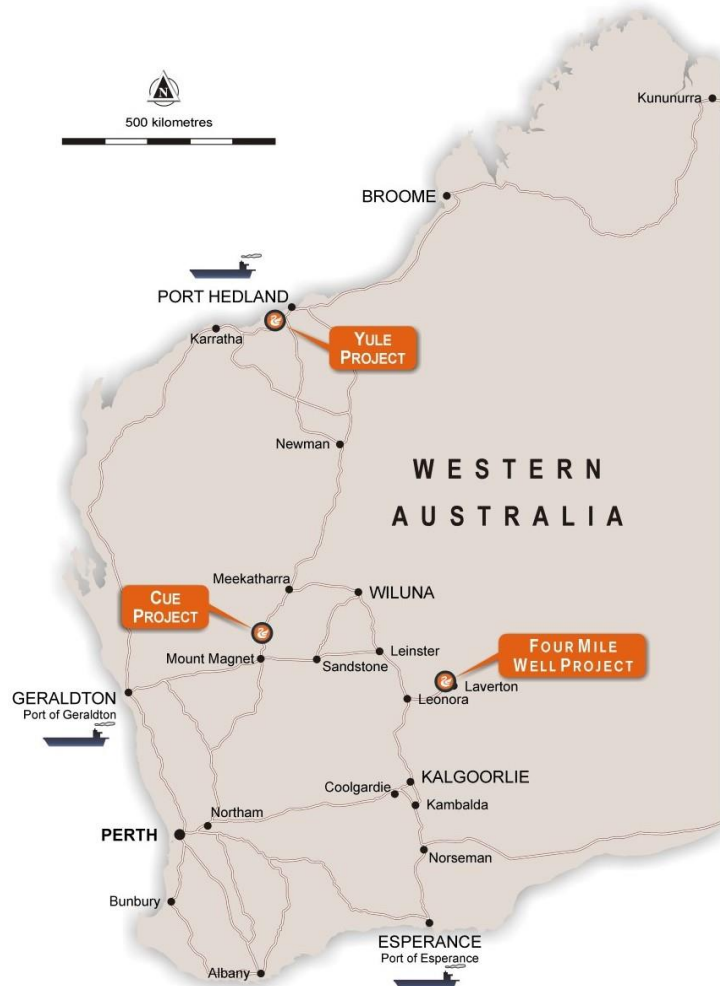 N
500 kilometres
Kununurra
BROOME
PORT HEDLAND
Karratha
YULE
PROJECT
Newman
WESTERN
AUSTRALIA
Meekatharra
WILUNA
CUE
PROJECT
Mount Magnet
Sandstone
Leinster
FOUR MILE
WELL PROJECT
Laverton
Leonora
GERALDTON
Port of Geraldton
KALGOORLIE
Coolgardie
Kambalda
Northam
PERTH
Norseman
Bunbury
ESPERANCE
Port of Esperance
Albany